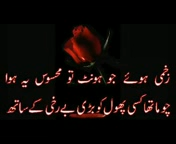 زخمی ہوئے جو ہونٹ تو محسوس یہ ہوا
چوما تھا کسی پھول کو بڑی بے رخی کے ساتھ